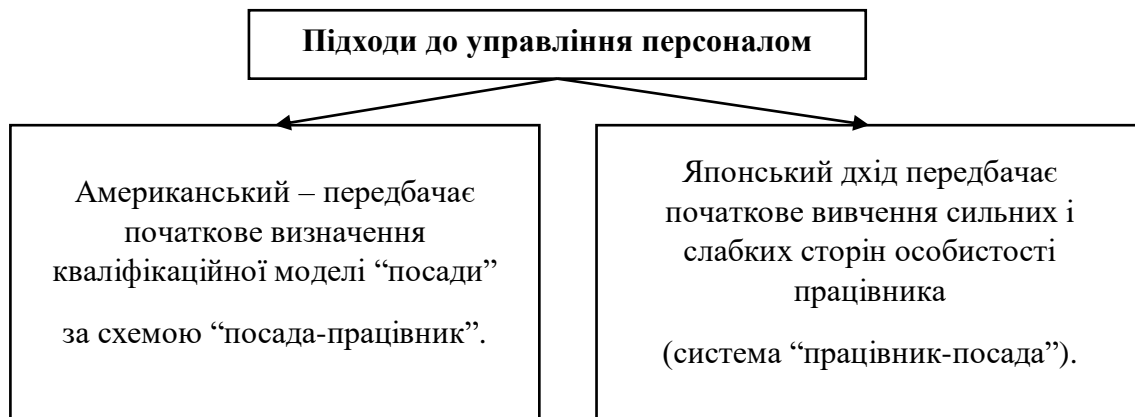 Підходи до управління персоналом
Американський – передбачає
початкове визначення
кваліфікаційної моделі “посади”
за схемою “посада-працівник”.
Японський дхід передбачає
початкове вивчення сильних і
слабких сторін особистості
працівника
(система “працівник-посада”).